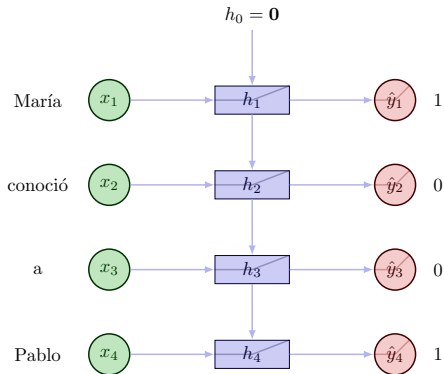 h₀ = 𝟎
María x₁ h₁ ŷ₁ 1
conoció x₂ h₂ ŷ₂ 0
a x₃ h₃ ŷ₃ 0
Pablo x₄ h₄ ŷ₄ 1